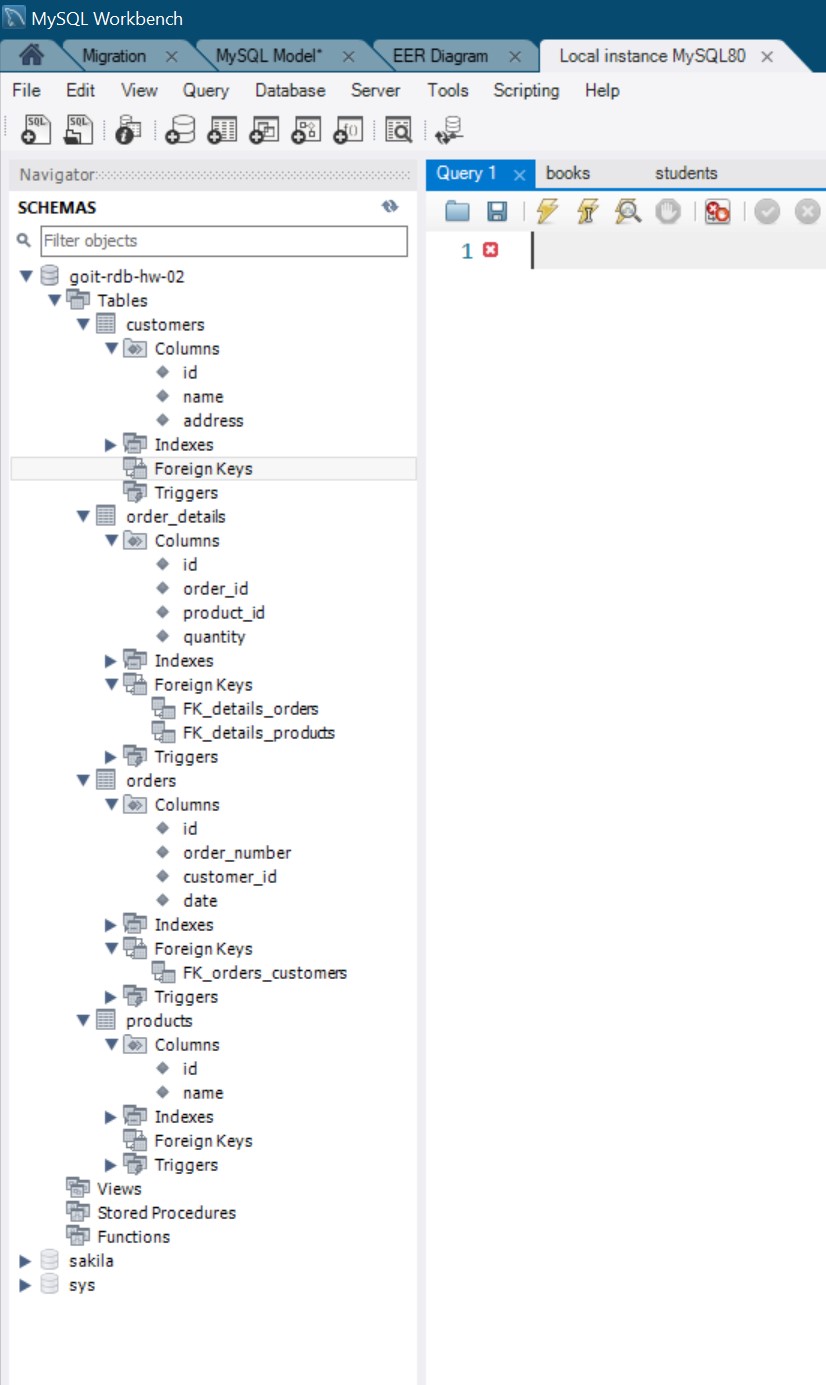 MySQL Workbench
Migration MySQL Model* EER Diagram Local instance MySQL80
File Edit View Query Database Server Tools Scripting Help
SQL SQL
Navigator
Query 1 books students
SCHEMAS
Filter objects
1
goit-rdb-hw-02
Tables
customers
Columns
id
name
address
Indexes
Foreign Keys
Triggers
order_details
Columns
id
order_id
product_id
quantity
Indexes
Foreign Keys
FK_details_orders
FK_details_products
Triggers
orders
Columns
id
order_number
customer_id
date
Indexes
Foreign Keys
FK_orders_customers
Triggers
products
Columns
id
name
Indexes
Foreign Keys
Triggers
Views
Stored Procedures
Functions
sakila
sys